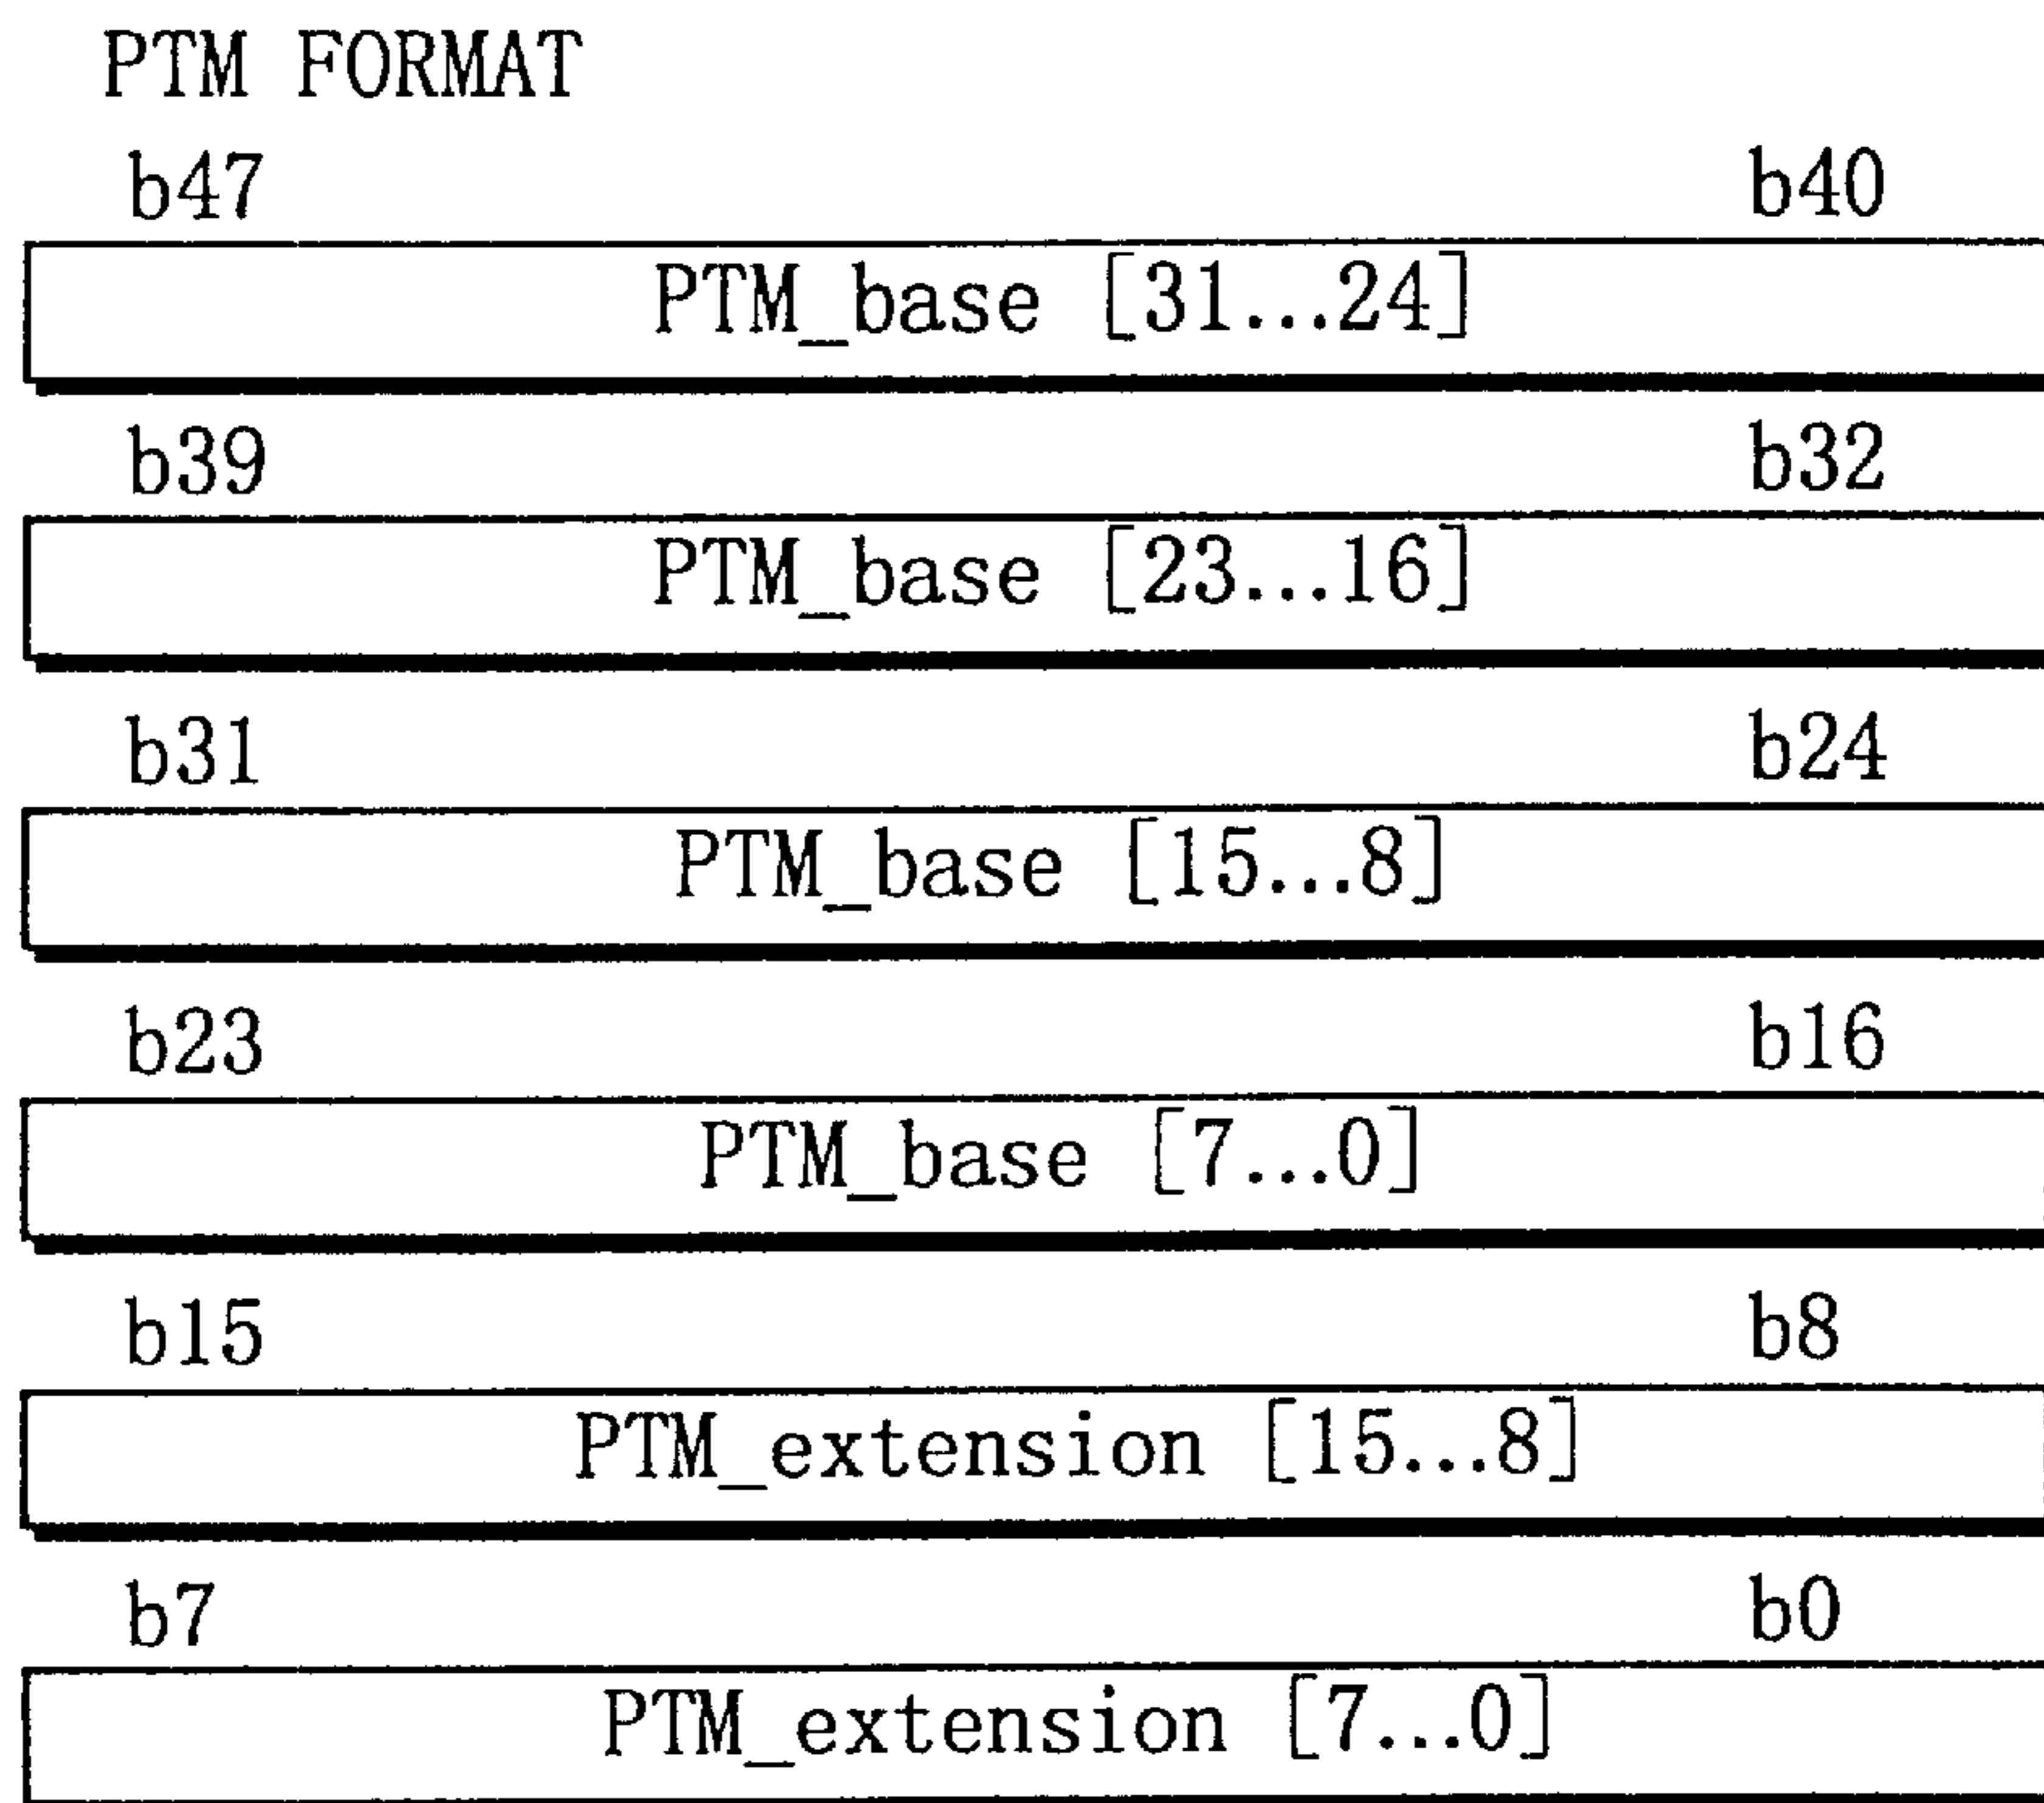 PTM FORMAT
b47 b40
PTM_base [31...24]
b39 b32
PTM_base [23...16]
b31 b24
PTM_base [15...8]
b23 b16
PTM_base [7...0]
b15 b8
PTM_extension [15...8]
b7 b0
PTM_extension [7...0]